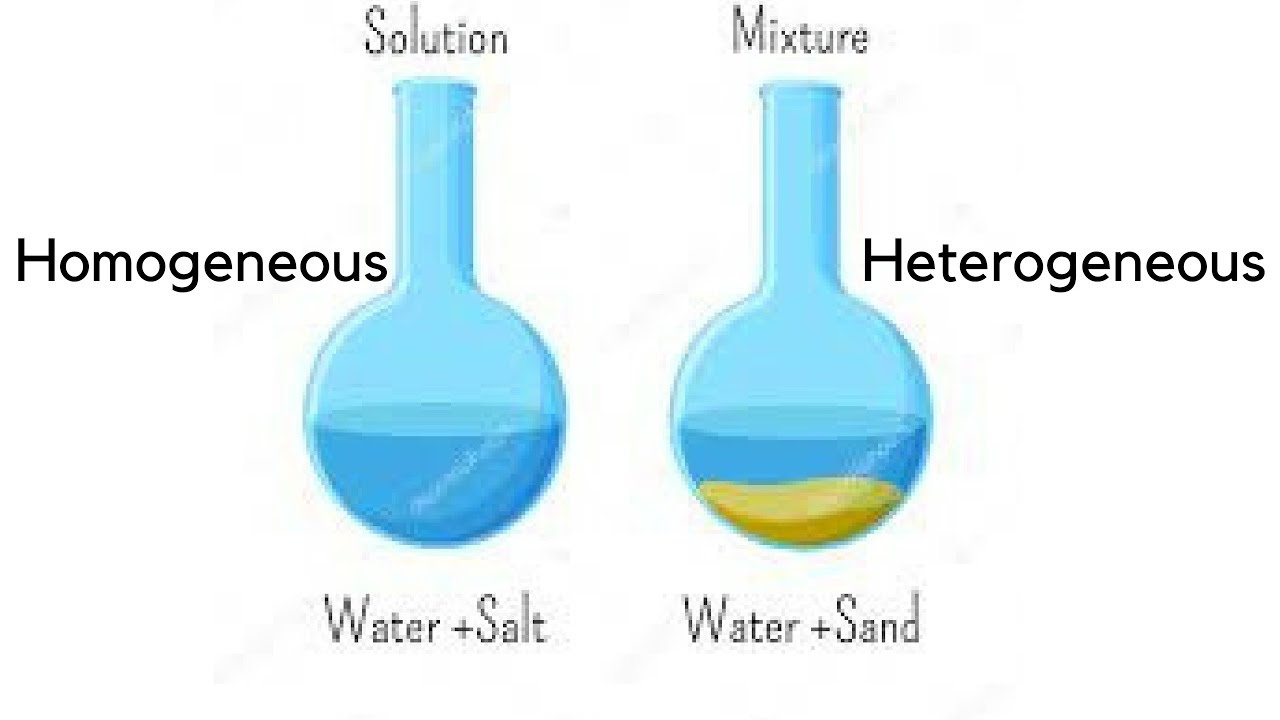 Solution
Mixture
Homogeneous
Heterogeneous
Water +Salt
Water +Sand